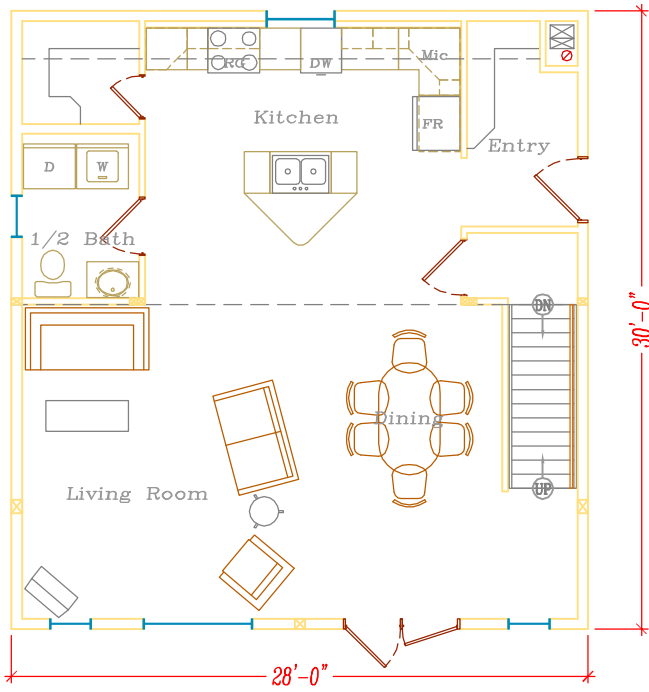 RG
DW
Mic
Kitchen
FR
Entry
D
W
1/2 Bath
DN
30'-0"
Dining
UP
Living Room
28'-0"